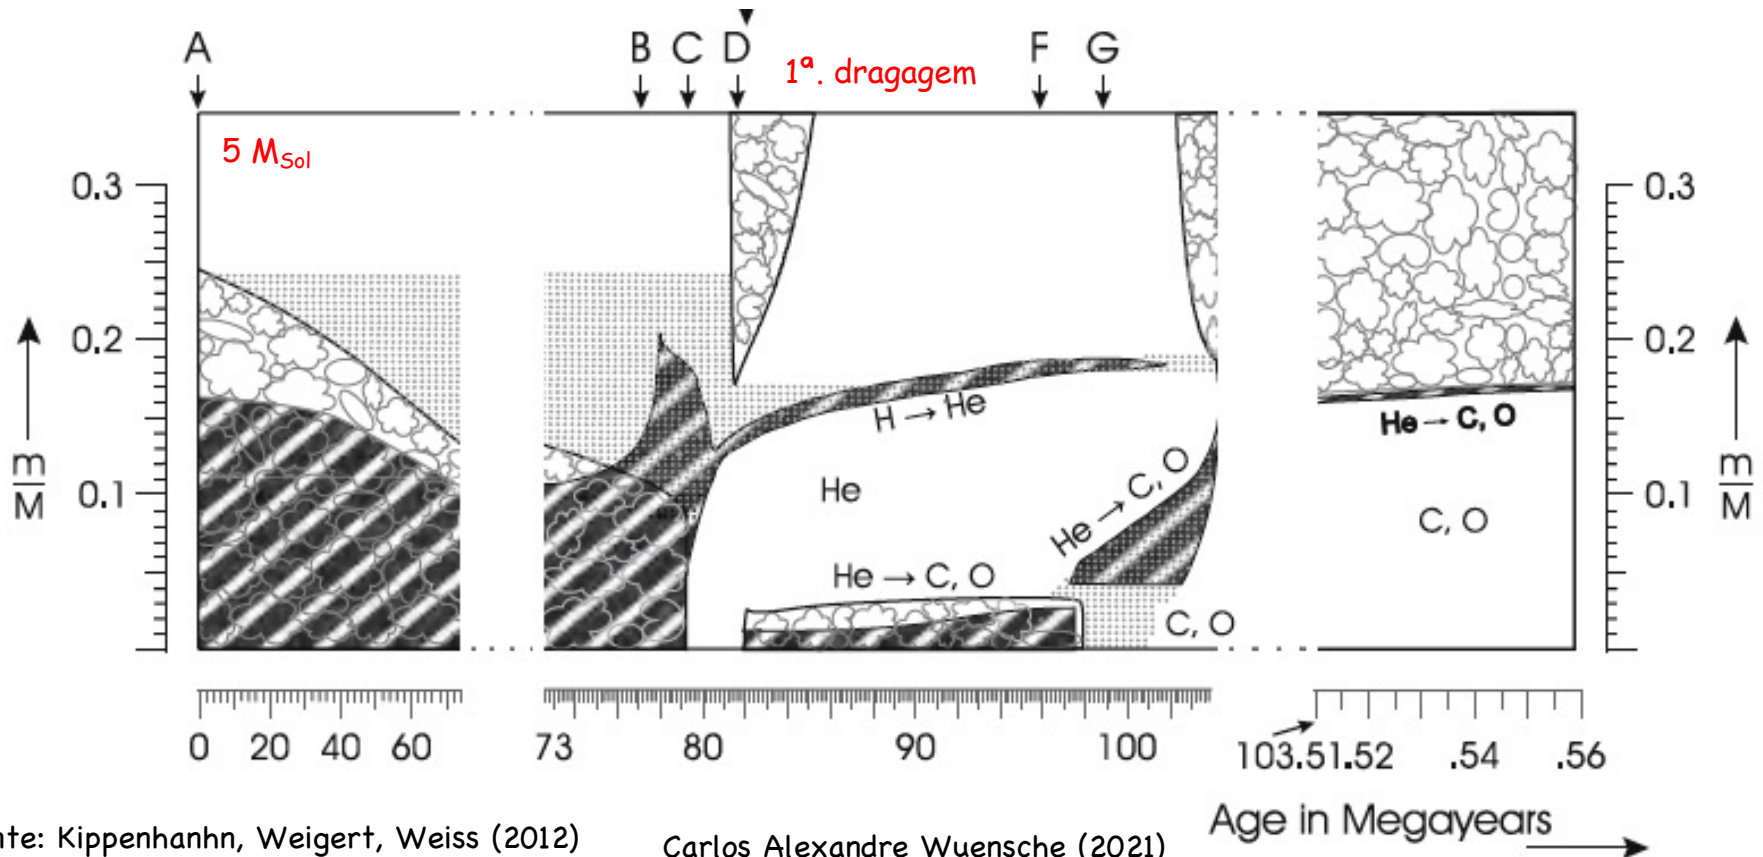 A B C D F G
1ª. dragagem
5 M_Sol
0.3 0.3
0.2 0.2
H → He
He → C, O
m/M 0.1 He He → C, O C, O 0.1 m/M
He → C, O
C, O
0 20 40 60 73 80 90 100 103.51 .52 .54 .56
Age in Megayears
nte: Kippenhanhn, Weigert, Weiss (2012)
Carlos Alexandre Wuensche (2021)